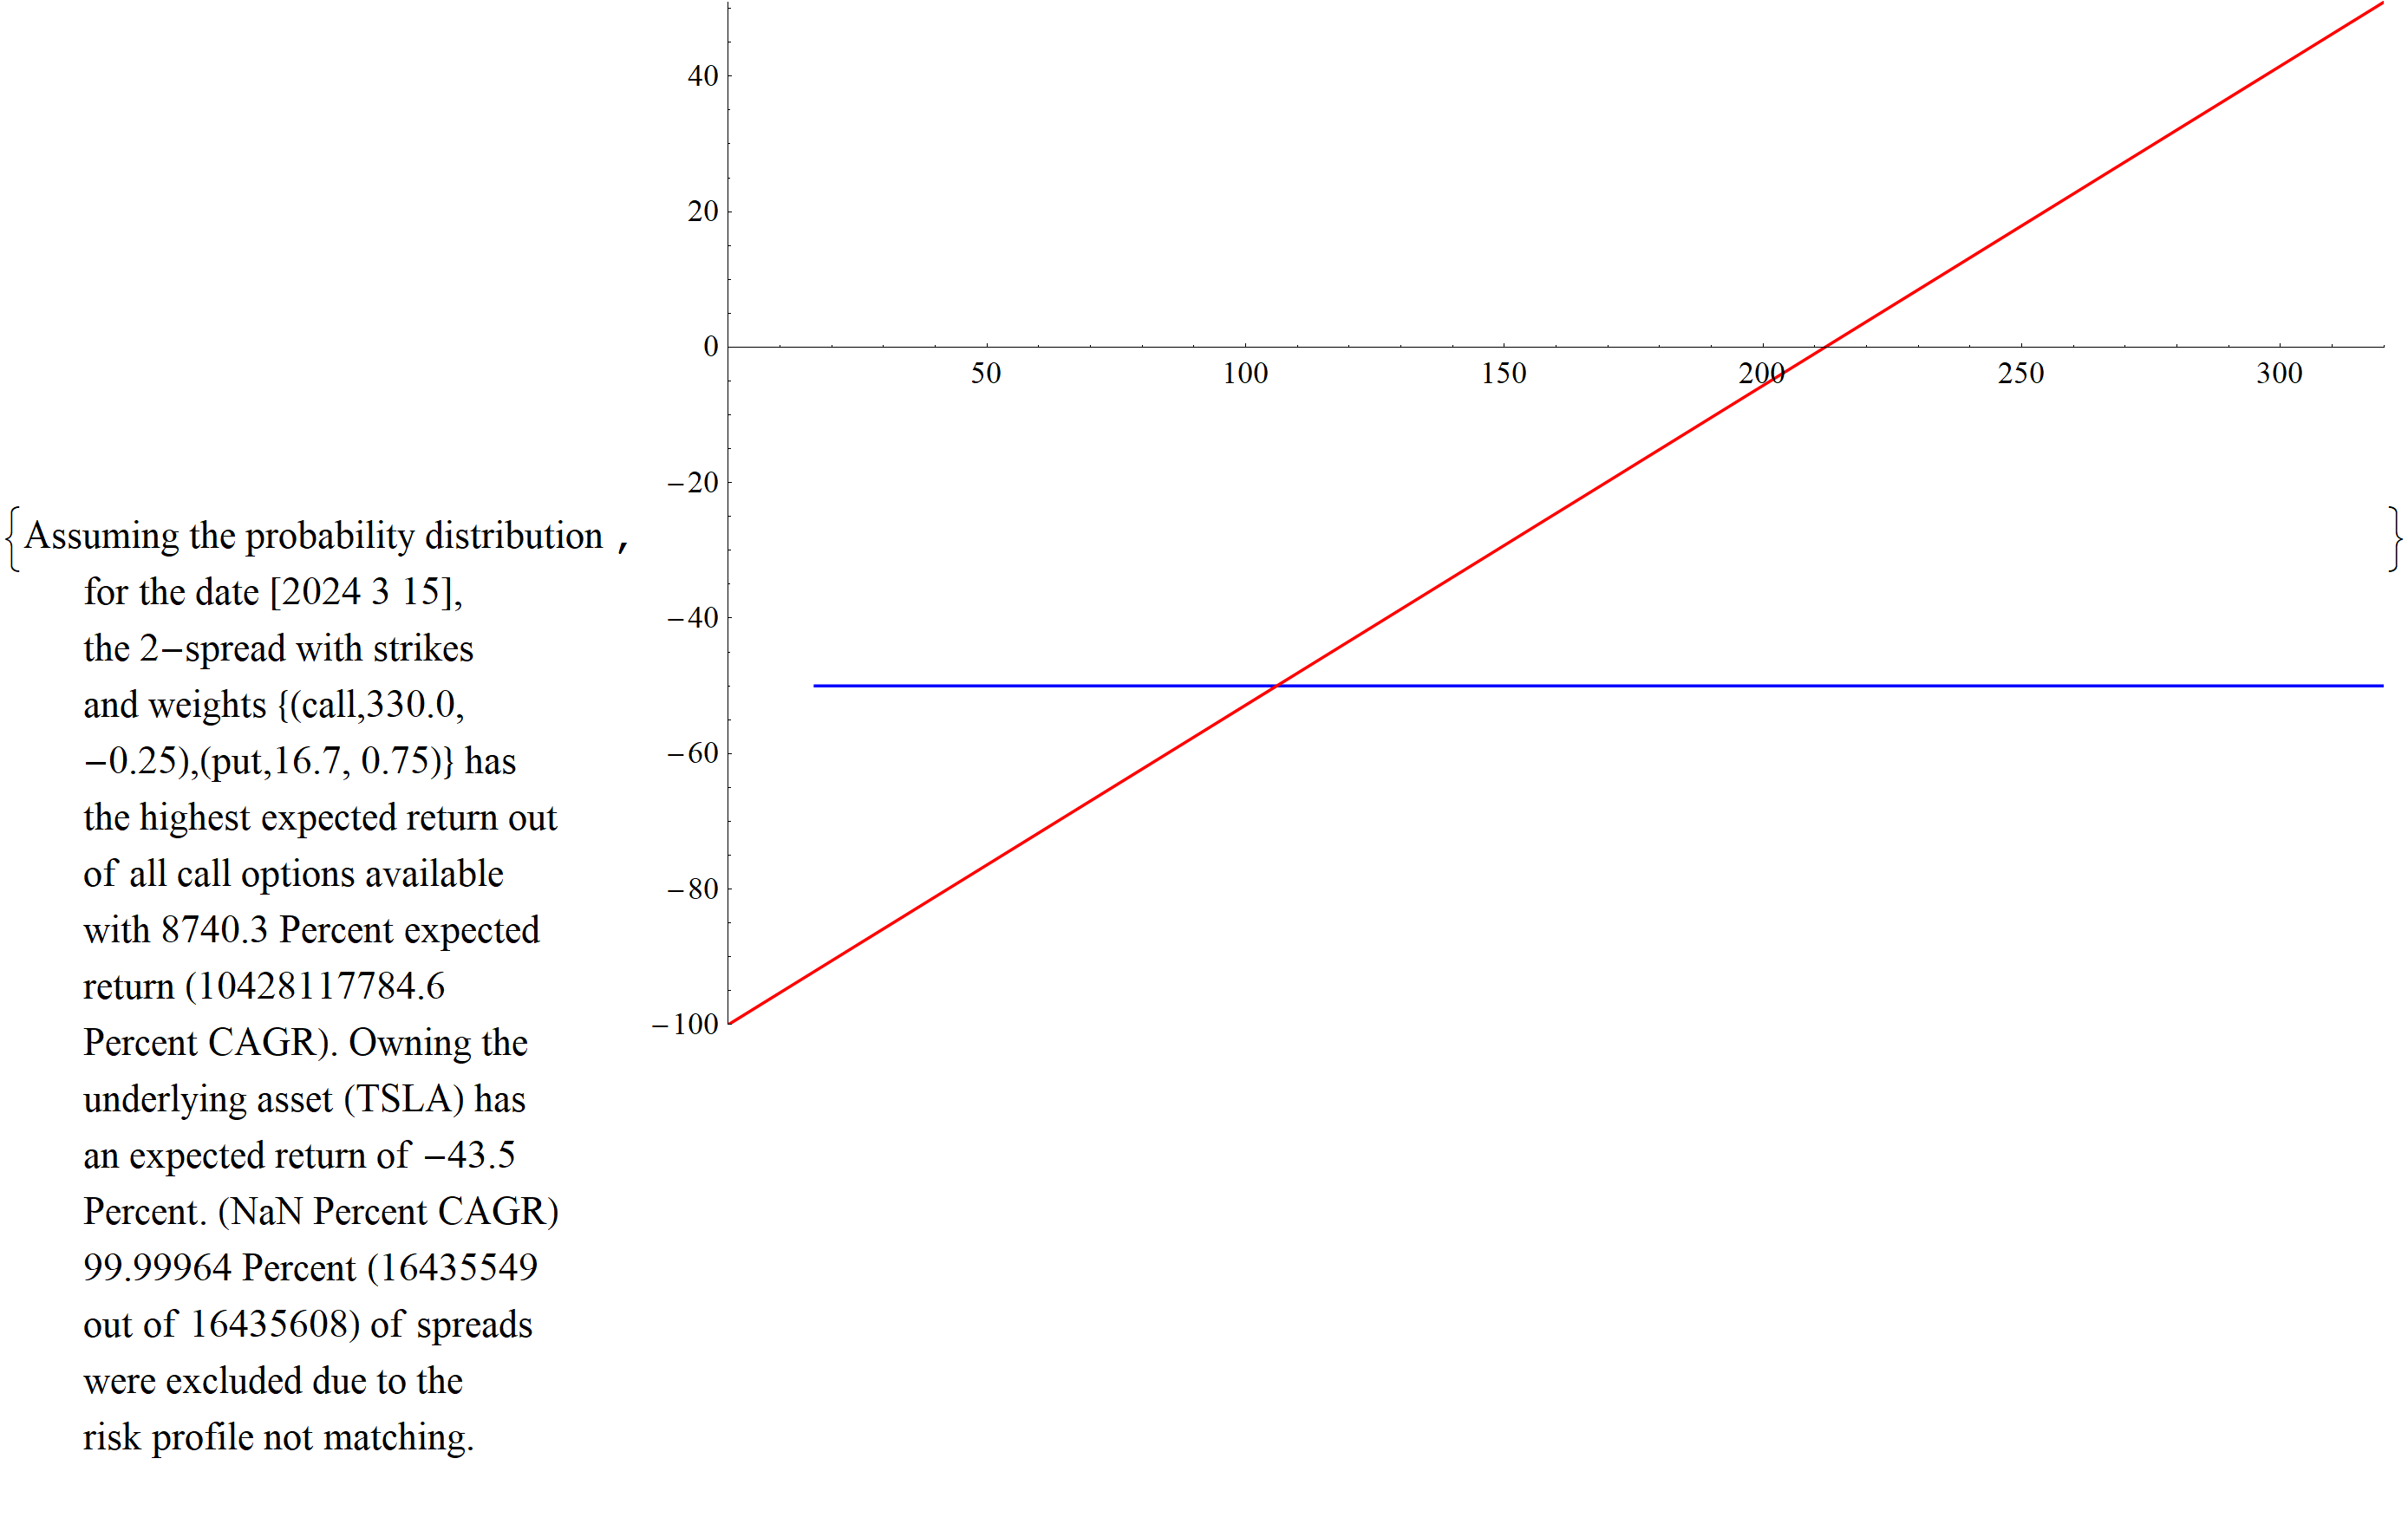 {Assuming the probability distribution ,
for the date [2024 3 15],
the 2−spread with strikes
and weights {(call,330.0,
−0.25),(put,16.7, 0.75)} has
the highest expected return out
of all call options available
with 8740.3 Percent expected
return (10428117784.6
Percent CAGR). Owning the
underlying asset (TSLA) has
an expected return of −43.5
Percent. (NaN Percent CAGR)
99.99964 Percent (16435549
out of 16435608) of spreads
were excluded due to the
risk profile not matching.
40
20
0
50 100 150 200 250 300
−20
−40
−60
−80
−100
}